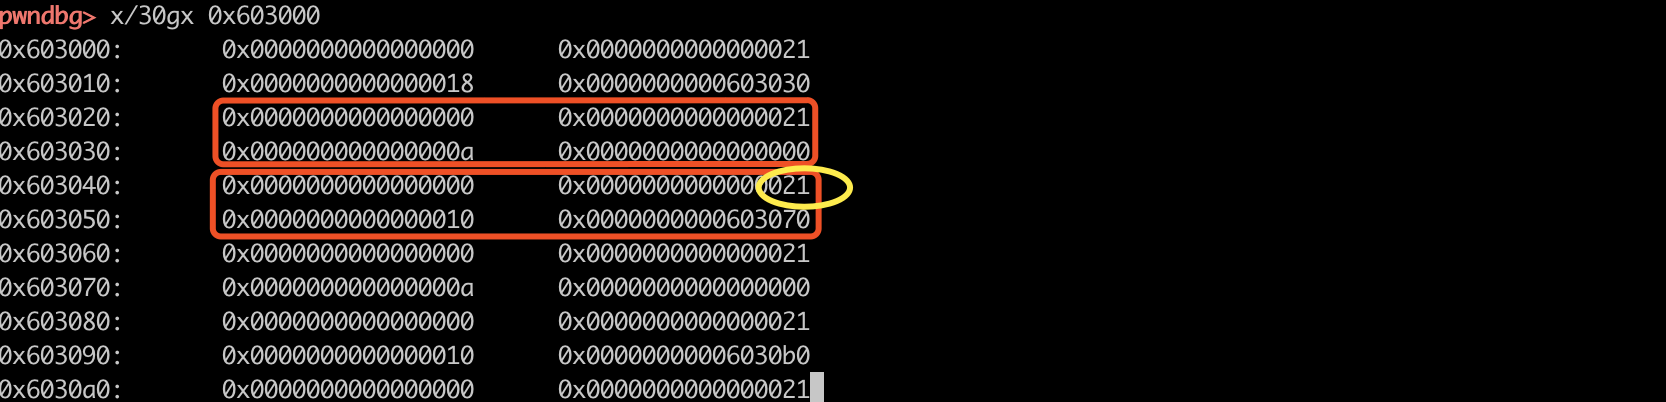 pwndbg> x/30gx 0x603000
0x603000: 0x0000000000000000 0x0000000000000021
0x603010: 0x0000000000000018 0x0000000000603030
0x603020: 0x0000000000000000 0x0000000000000021
0x603030: 0x000000000000000a 0x0000000000000000
0x603040: 0x0000000000000000 0x0000000000000021
0x603050: 0x0000000000000010 0x0000000000603070
0x603060: 0x0000000000000000 0x0000000000000021
0x603070: 0x000000000000000a 0x0000000000000000
0x603080: 0x0000000000000000 0x0000000000000021
0x603090: 0x0000000000000010 0x00000000006030b0
0x6030a0: 0x0000000000000000 0x0000000000000021